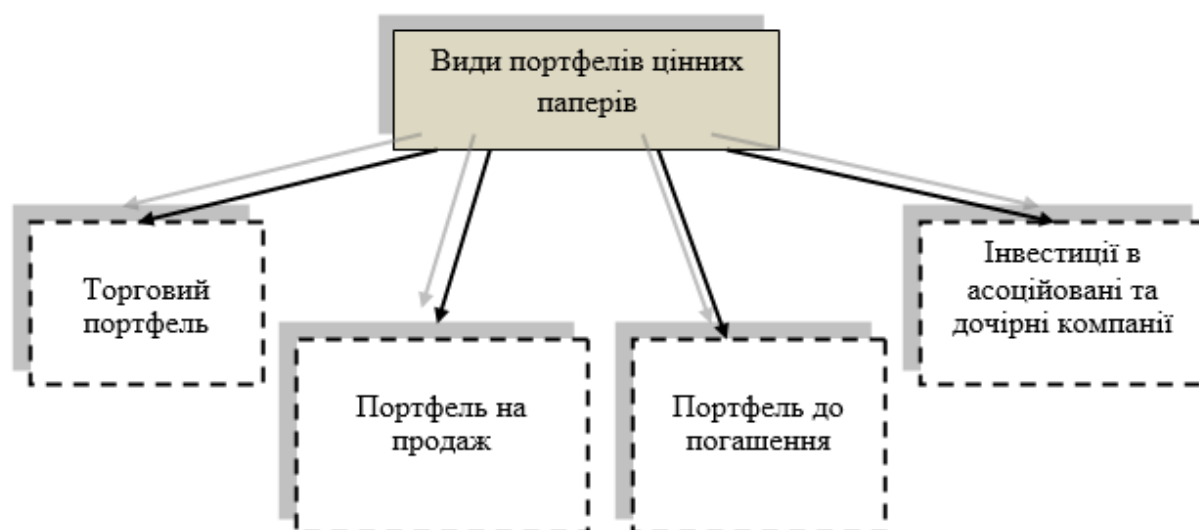 Види портфелів цінних
паперів
Торговий
портфель
Портфель на
продаж
Портфель до
погашення
Інвестиції в
асоційовані та
дочірні компанії